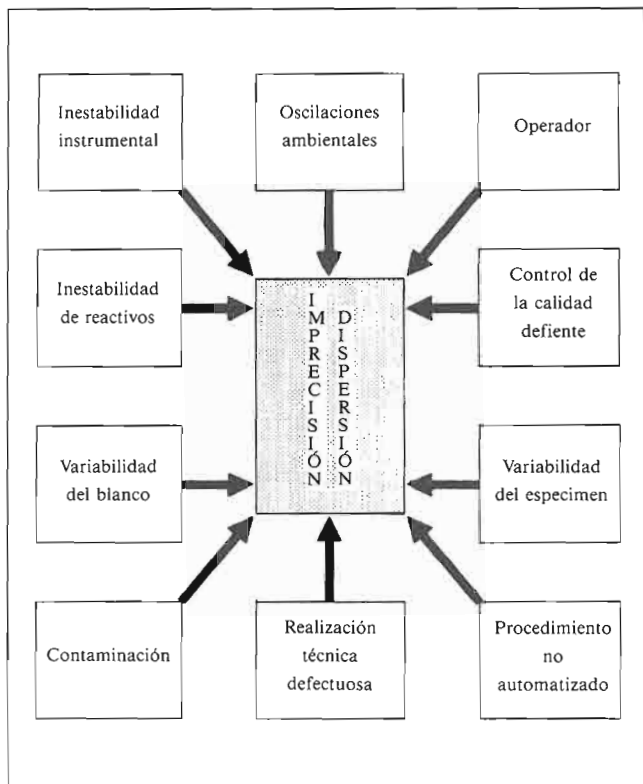 Inestabilidad
instrumental
Oscilaciones
ambientales
Operador
Inestabilidad
de reactivos
IMPRECISIÓN
DISPERSIÓN
Control de
la calidad
defiente
Variabilidad
del blanco
Variabilidad
del especimen
Contaminación
Realización
técnica
defectuosa
Procedimiento
no
automatizado